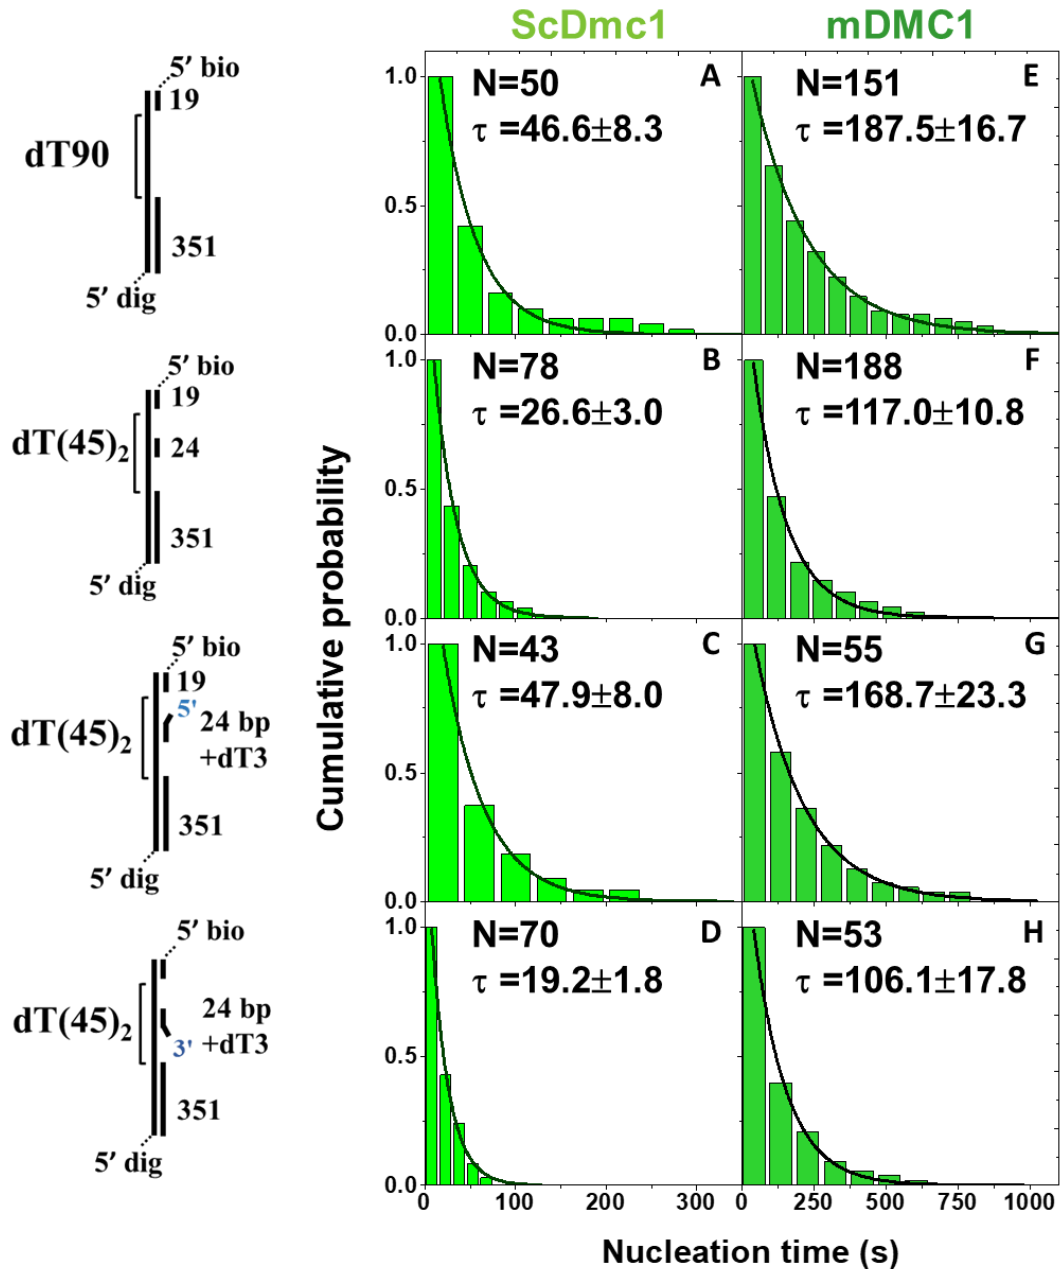 ScDmc1
mDMC1
5′ bio
19
dT90
351
5′ dig
A
N=50
τ =46.6±8.3
1.0
0.5
0.0
E
N=151
τ =187.5±16.7
5′ bio
19
dT(45)₂
24
351
5′ dig
B
N=78
τ =26.6±3.0
1.0
0.5
0.0
F
N=188
τ =117.0±10.8
Cumulative probability
5′ bio
19
5'
dT(45)₂
24 bp
+dT3
351
5′ dig
C
N=43
τ =47.9±8.0
1.0
0.5
0.0
G
N=55
τ =168.7±23.3
5′ bio
24 bp
dT(45)₂
+dT3
3'
351
5′ dig
D
N=70
τ =19.2±1.8
1.0
0.5
0.0
H
N=53
τ =106.1±17.8
0 100 200 300
0 250 500 750 1000
Nucleation time (s)